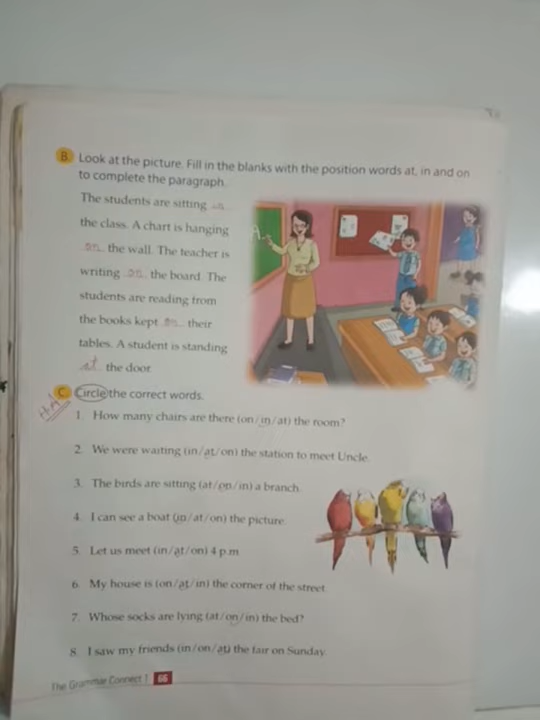 B. Look at the picture. Fill in the blanks with the position words at, in and on
to complete the paragraph.
The students are sitting in
the class. A chart is hanging
on the wall. The teacher is
writing on the board. The
students are reading from
the books kept on their
tables. A student is standing
at the door.
C. Circle the correct words.
1. How many chairs are there (on/in/at) the room?
2. We were waiting (in/at/on) the station to meet Uncle.
3. The birds are sitting (at/on/in) a branch.
4. I can see a boat (in/at/on) the picture.
5. Let us meet (in/at/on) 4 p.m
6. My house is (on/at/in) the corner of the street.
7. Whose socks are lying (at/on/in) the bed?
8. I saw my friends (in/on/at) the fair on Sunday.
The Grammar Connect 1 66